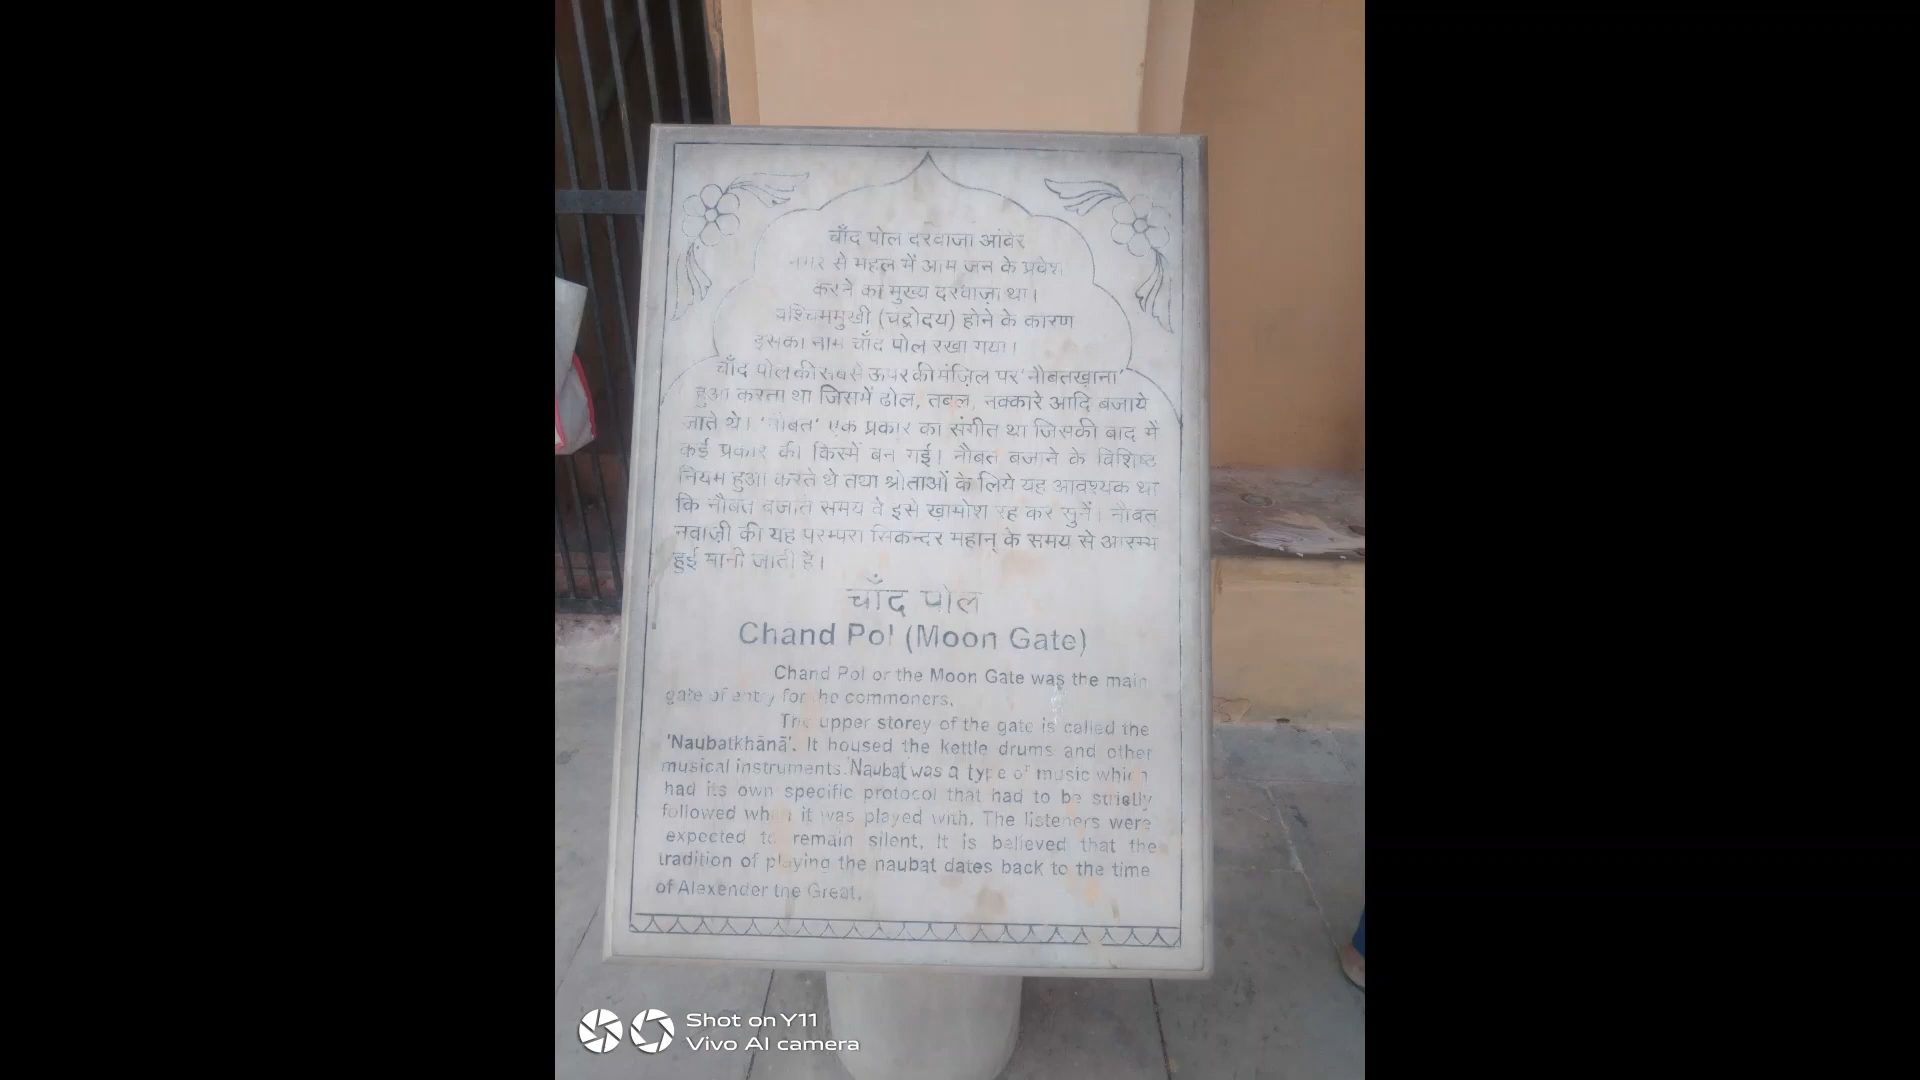 चाँद पोल दरवाजा आंबेर
नगर से महल में आम जन के प्रवेश
करने का मुख्य दरवाज़ा था।
पश्चिममुखी (चंद्रोदय) होने के कारण
इसका नाम चाँद पोल रखा गया।
चाँद पोल की सबसे ऊपर की मंज़िल पर 'नौबतख़ाना'
हुआ करता था जिसमें ढोल, तबल, नक्कारे आदि बजाये
जाते थे। 'नौबत' एक प्रकार का संगीत था जिसकी बाद में
कई प्रकार की किस्में बन गई। नौबत बजाने के विशिष्ट
नियम हुआ करते थे तथा श्रोताओं के लिये यह आवश्यक था
कि नौबत बजाते समय वे इसे ख़ामोश रह कर सुनें। नौबत
नवाज़ी की यह परम्परा सिकन्दर महान् के समय से आरम्भ
हुई मानी जाती है।
चाँद पोल
Chand Pol (Moon Gate)
Chand Pol or the Moon Gate was the main
gate of entry for the commoners.
The upper storey of the gate is called the
'Naubatkhānā'. It housed the kettle drums and other
musical instruments. Naubat was a type of music which
had its own specific protocol that had to be strictly
followed when it was played with. The listeners were
expected to remain silent. It is believed that the
tradition of playing the naubat dates back to the time
of Alexender the Great.
Shot on Y11
Vivo AI camera